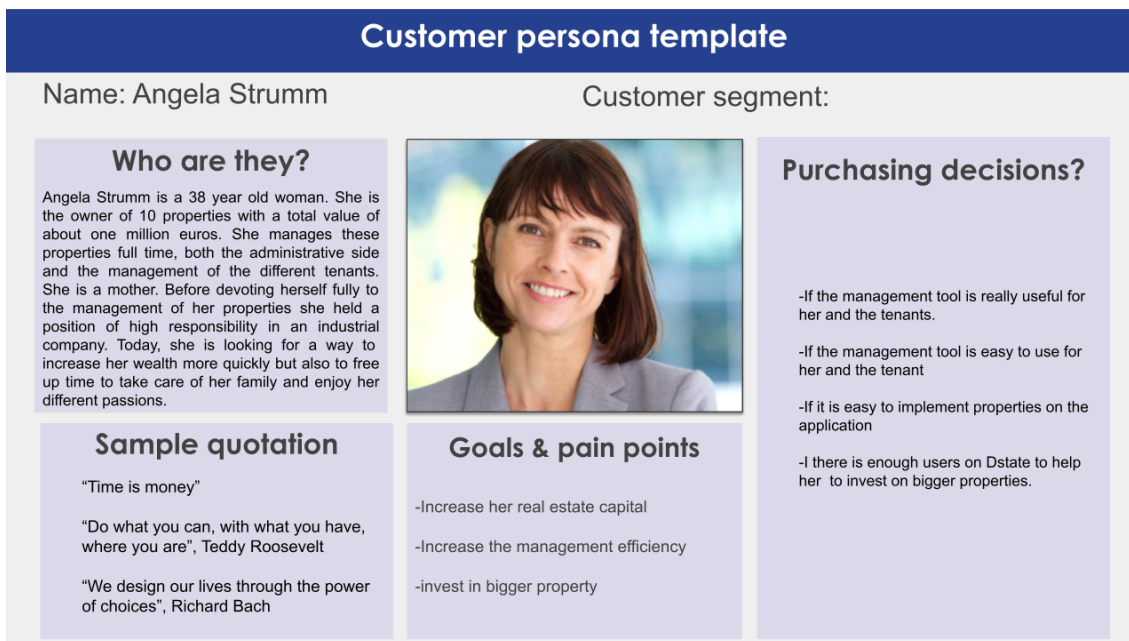 Customer persona template
Name: Angela Strumm
Customer segment:
Who are they?
Angela Strumm is a 38 year old woman. She is
the owner of 10 properties with a total value of
about one million euros. She manages these
properties full time, both the administrative side
and the management of the different tenants.
She is a mother. Before devoting herself fully to
the management of her properties she held a
position of high responsibility in an industrial
company. Today, she is looking for a way to
increase her wealth more quickly but also to free
up time to take care of her family and enjoy her
different passions.
Purchasing decisions?
-If the management tool is really useful for
her and the tenants.
-If the management tool is easy to use for
her and the tenant
-If it is easy to implement properties on the
application
-I there is enough users on Dstate to help
her to invest on bigger properties.
Sample quotation
“Time is money”
“Do what you can, with what you have,
where you are”, Teddy Roosevelt
“We design our lives through the power
of choices”, Richard Bach
Goals & pain points
-Increase her real estate capital
-Increase the management efficiency
-invest in bigger property